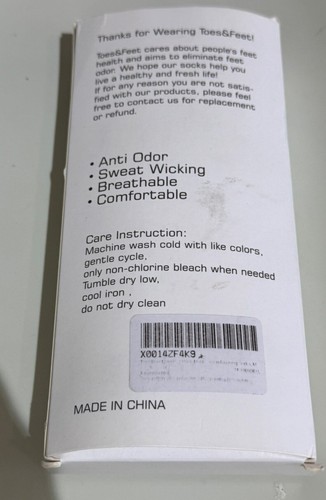 Thanks for Wearing Toes&Feet!
Toes&Feet cares about people's feet
health and aims to eliminate feet
odor. We hope our socks help you
live a healthy and fresh life!
If for any reason you are not satis-
fied with our products, please feel
free to contact us for replacement
or refund.
• Anti Odor
• Sweat Wicking
• Breathable
• Comfortable
Care Instruction:
Machine wash cold with like colors,
gentle cycle,
only non-chlorine bleach when needed
Tumble dry low,
cool iron ,
do not dry clean
X0014ZF4K9
MADE IN CHINA